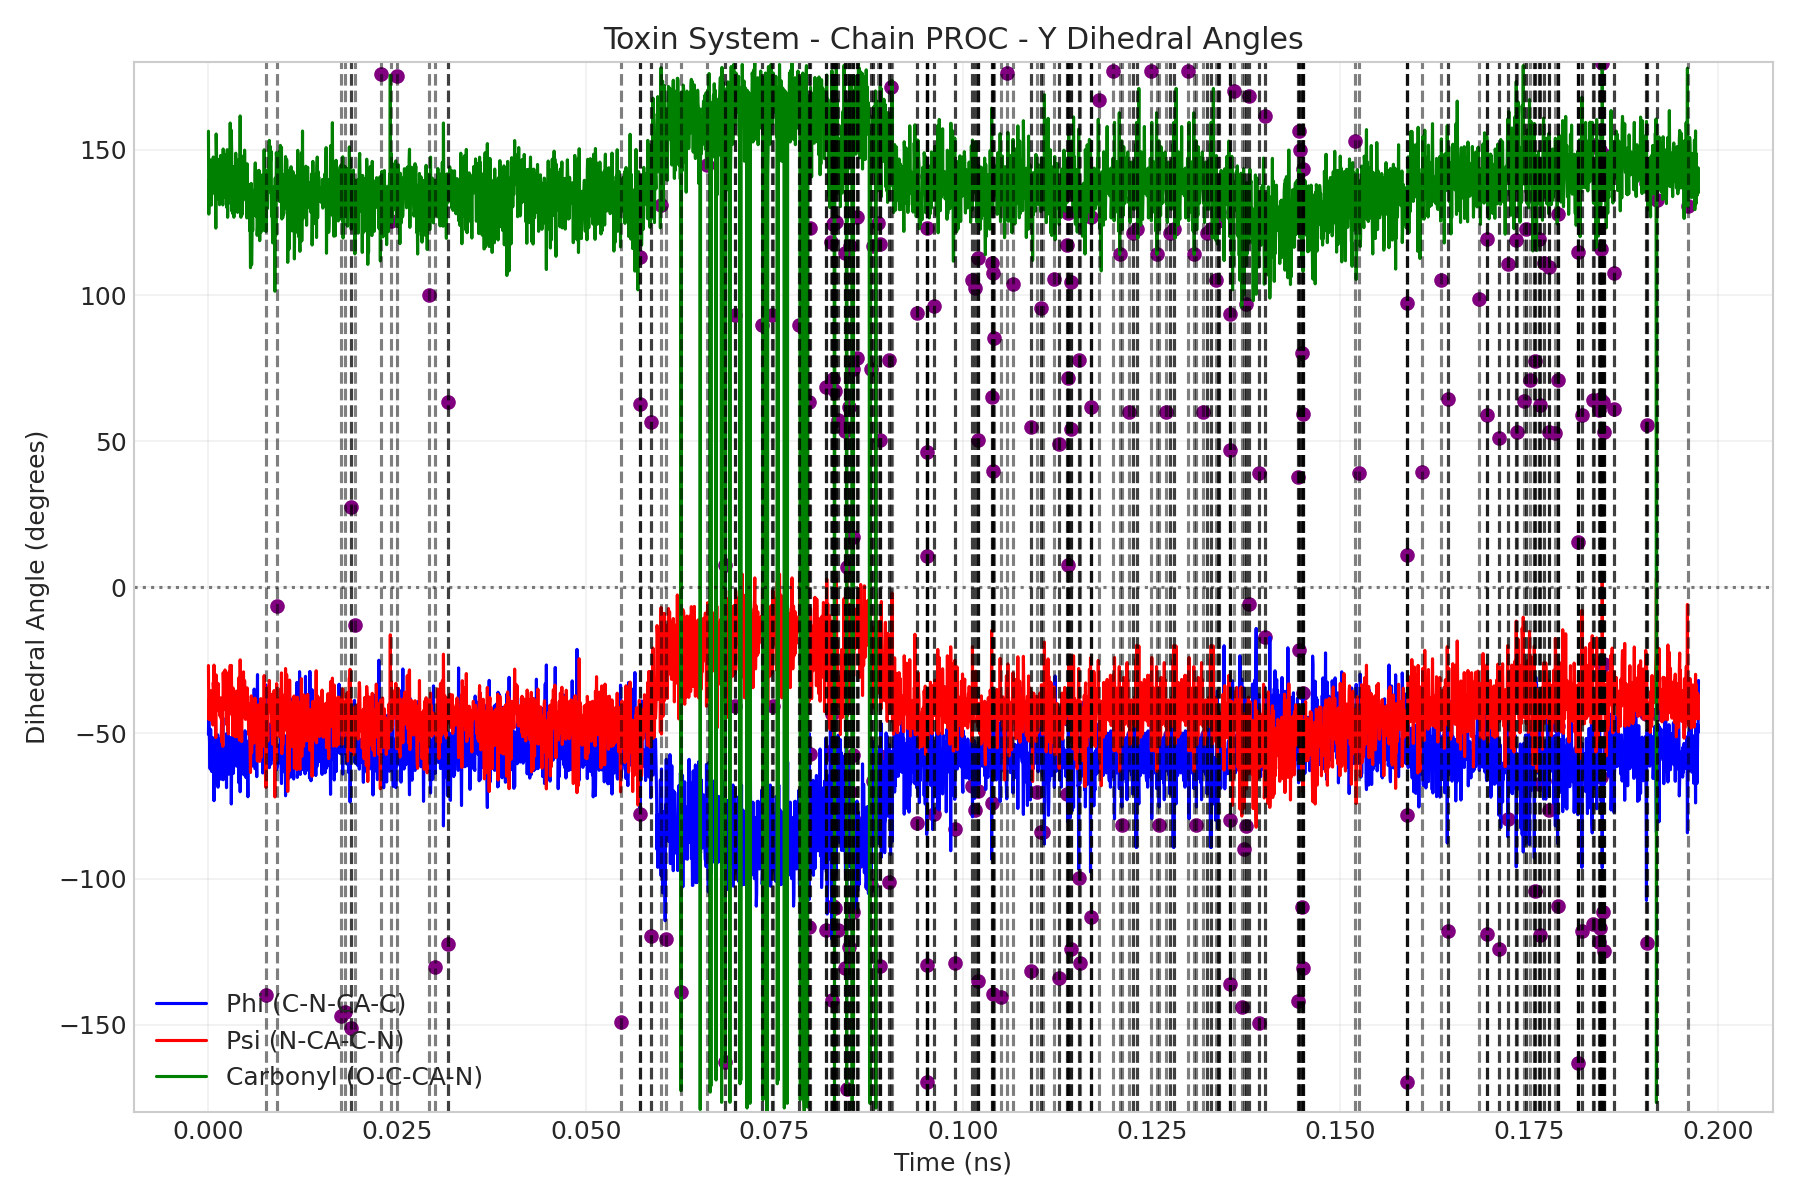 Toxin System - Chain PROC - Y Dihedral Angles
Dihedral Angle (degrees)
150
100
50
0
−50
−100
−150
Phi (C-N-CA-C)
Psi (N-CA-C-N)
Carbonyl (O-C-CA-N)
0.000 0.025 0.050 0.075 0.100 0.125 0.150 0.175 0.200
Time (ns)